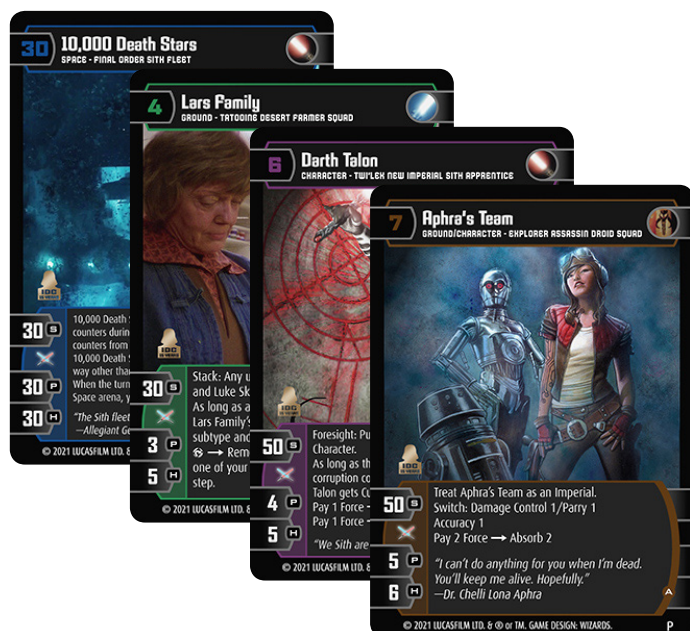 30
10,000 Death Stars
SPACE - FINAL ORDER SITH FLEET
IDC
30 S
30 P
30 H
10,000 Death S
counters durin
counters from
10,000 Death S
way other tha
When the turn
Space arena, y
"The Sith fleet
—Allegiant Ge
© 2021 LUCASFILM LTD. &
4
Lars Family
GROUND - TATOOINE DESERT FARMER SQUAD
IDC
30 S
3 P
5 H
Stack: Any u
and Luke Sk
As long as a
Lars Family's
subtype and
→ Rem
one of your
step.
© 2021 LUCASFILM LTD. &
6
Darth Talon
CHARACTER - TWI'LEK NEW IMPERIAL SITH APPRENTICE
IDC
50 S
4 P
5 H
Foresight: Pu
Character.
As long as th
corruption co
Talon gets Cu
Pay 1 Force →
Pay 1 Force →
"We Sith are
© 2021 LUCASFILM LTD. &
7
Aphra's Team
GROUND/CHARACTER - EXPLORER ASSASSIN DROID SQUAD
IDC
50 S
5 P
6 H
Treat Aphra's Team as an Imperial.
Switch: Damage Control 1/Parry 1
Accuracy 1
Pay 2 Force → Absorb 2
"I can't do anything for you when I'm dead.
You'll keep me alive. Hopefully."
—Dr. Chelli Lona Aphra
A
© 2021 LUCASFILM LTD. & ® or TM. GAME DESIGN: WIZARDS.
P